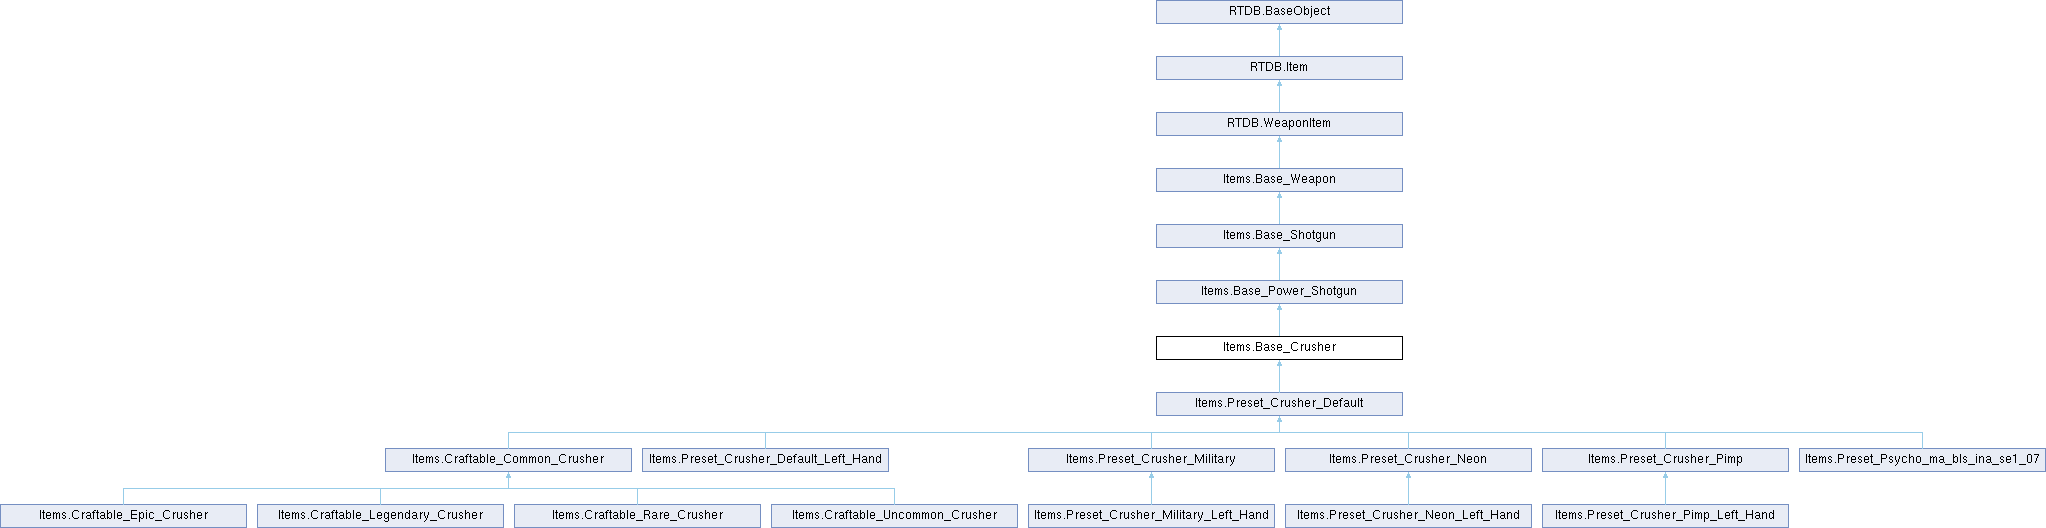 RTDB.BaseObject
RTDB.Item
RTDB.WeaponItem
Items.Base_Weapon
Items.Base_Shotgun
Items.Base_Power_Shotgun
Items.Base_Crusher
Items.Preset_Crusher_Default
Items.Craftable_Common_Crusher
Items.Preset_Crusher_Default_Left_Hand
Items.Preset_Crusher_Military
Items.Preset_Crusher_Neon
Items.Preset_Crusher_Pimp
Items.Preset_Psycho_ma_bls_ina_se1_07
Items.Craftable_Epic_Crusher
Items.Craftable_Legendary_Crusher
Items.Craftable_Rare_Crusher
Items.Craftable_Uncommon_Crusher
Items.Preset_Crusher_Military_Left_Hand
Items.Preset_Crusher_Neon_Left_Hand
Items.Preset_Crusher_Pimp_Left_Hand